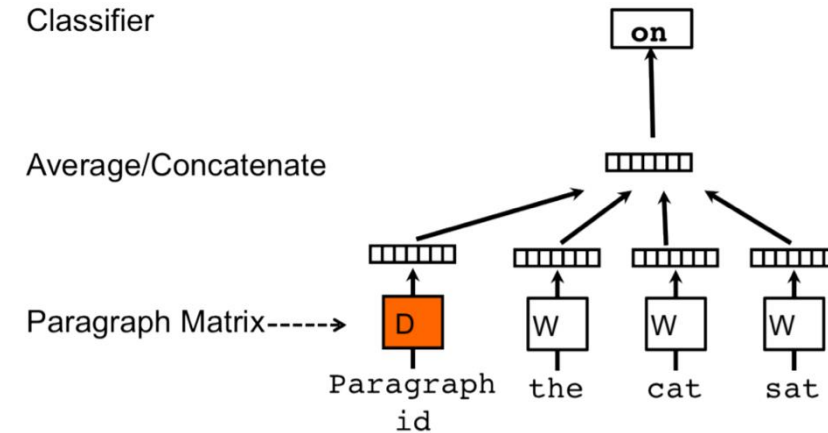 Classifier
on
Average/Concatenate
Paragraph Matrix
D
W
W
W
Paragraph
id
the
cat
sat